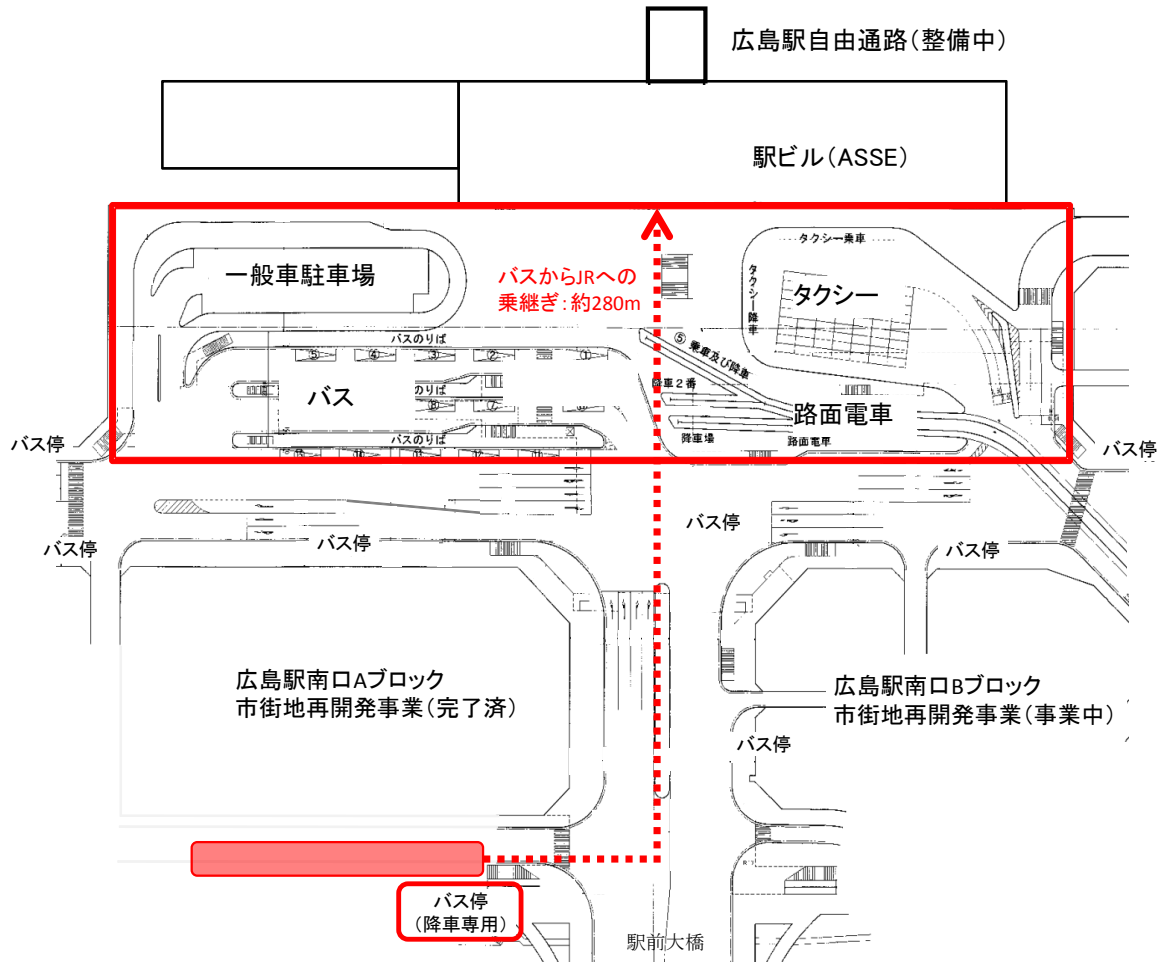 広島駅自由通路(整備中)
駅ビル(ASSE)
タクシー乗車
一般車駐車場
バスからJRへの
乗継ぎ:約280m
タクシー降車
タクシー
バスのりば
⑤
④
③
②
①
⑤ 乗車及び降車
降車2番
バス
のりば
⑧
⑦
路面電車
バスのりば
降車場
路面電車
バス停
バス停
バス停
バス停
バス停
バス停
広島駅南口Aブロック
市街地再開発事業(完了済)
広島駅南口Bブロック
市街地再開発事業(事業中)
バス停
バス停
(降車専用)
駅前大橋